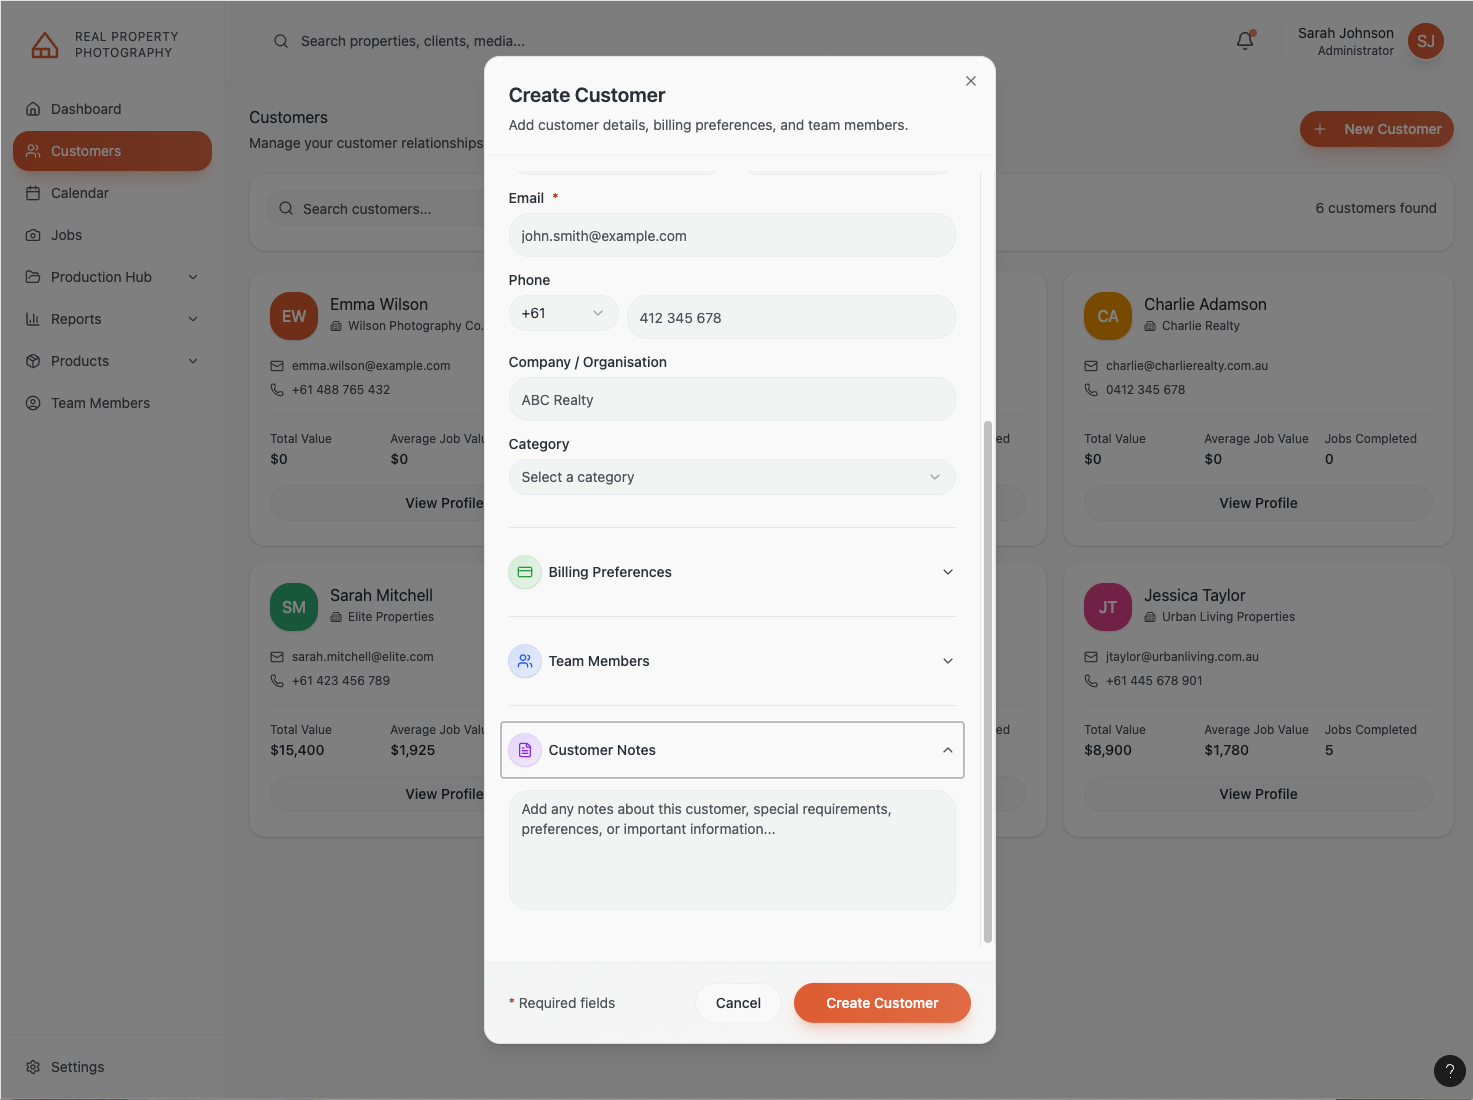 REAL PROPERTY
PHOTOGRAPHY
Search properties, clients, media...
Sarah Johnson
Administrator
SJ
Dashboard
Customers
Calendar
Jobs
Production Hub
Reports
Products
Team Members
Settings
Customers
Manage your customer relationships
New Customer
Search customers...
6 customers found
EW
Emma Wilson
Wilson Photography Co.
emma.wilson@example.com
+61 488 765 432
Total Value
Average Job Valu
$0
$0
View Profile
CA
Charlie Adamson
Charlie Realty
charlie@charlierealty.com.au
0412 345 678
Total Value
Average Job Value
Jobs Completed
$0
$0
0
View Profile
SM
Sarah Mitchell
Elite Properties
sarah.mitchell@elite.com
+61 423 456 789
Total Value
Average Job Valu
$15,400
$1,925
View Profile
JT
Jessica Taylor
Urban Living Properties
jtaylor@urbanliving.com.au
+61 445 678 901
Total Value
Average Job Value
Jobs Completed
$8,900
$1,780
5
View Profile
ed
ed
Create Customer
Add customer details, billing preferences, and team members.
Email *
john.smith@example.com
Phone
+61
412 345 678
Company / Organisation
ABC Realty
Category
Select a category
Billing Preferences
Team Members
Customer Notes
Add any notes about this customer, special requirements,
preferences, or important information...
* Required fields
Cancel
Create Customer
?